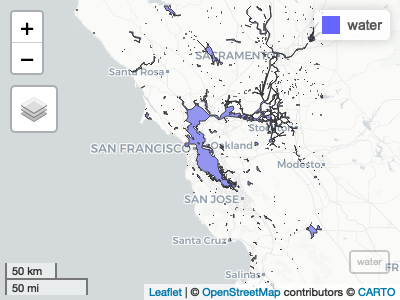 +
−
water
SACRAMENTO
Santa Rosa
Stockton
SAN FRANCISCO
Oakland
Modesto
SAN JOSE
Santa Cruz
water
Salinas
50 km
50 mi
Leaflet | © OpenStreetMap contributors © CARTO